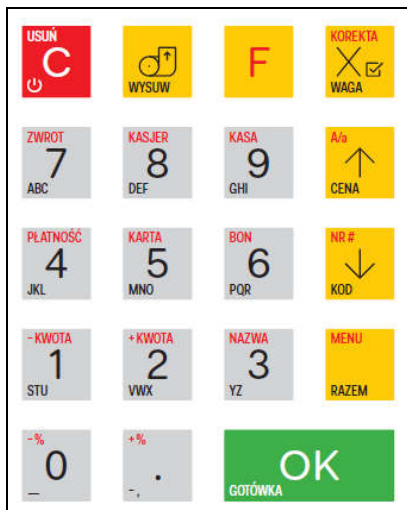 USUŃ
C
WYSUW
F
KOREKTA
X
WAGA
ZWROT
7
ABC
KASJER
8
DEF
KASA
9
GHI
A/a
CENA
PŁATNOŚĆ
4
JKL
KARTA
5
MNO
BON
6
PQR
NR #
KOD
-KWOTA
1
STU
+KWOTA
2
VWX
NAZWA
3
YZ
MENU
RAZEM
-%
0
_
+%
.
-,
OK
GOTÓWKA